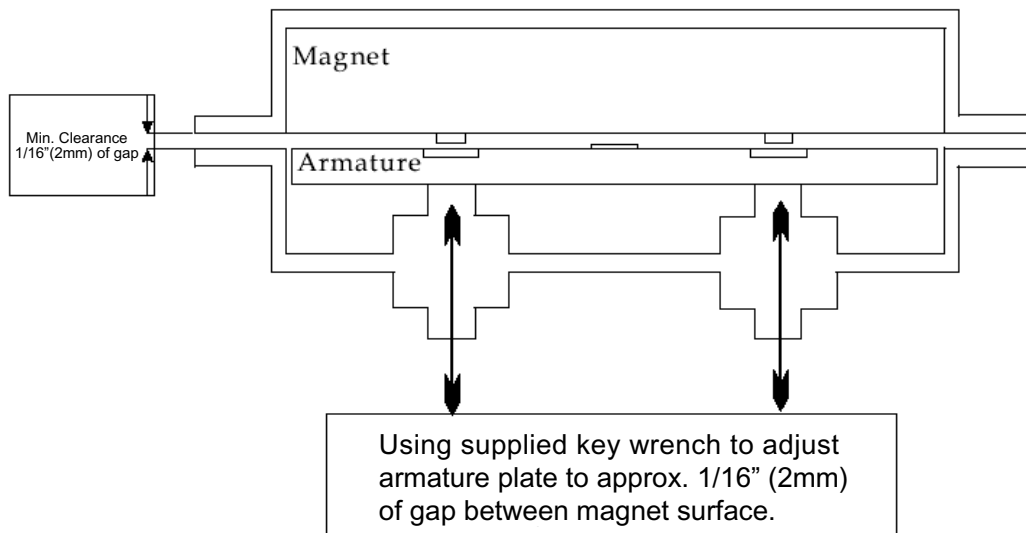 Magnet
Min. Clearance
1/16”(2mm) of gap
Armature
Using supplied key wrench to adjust
armature plate to approx. 1/16” (2mm)
of gap between magnet surface.